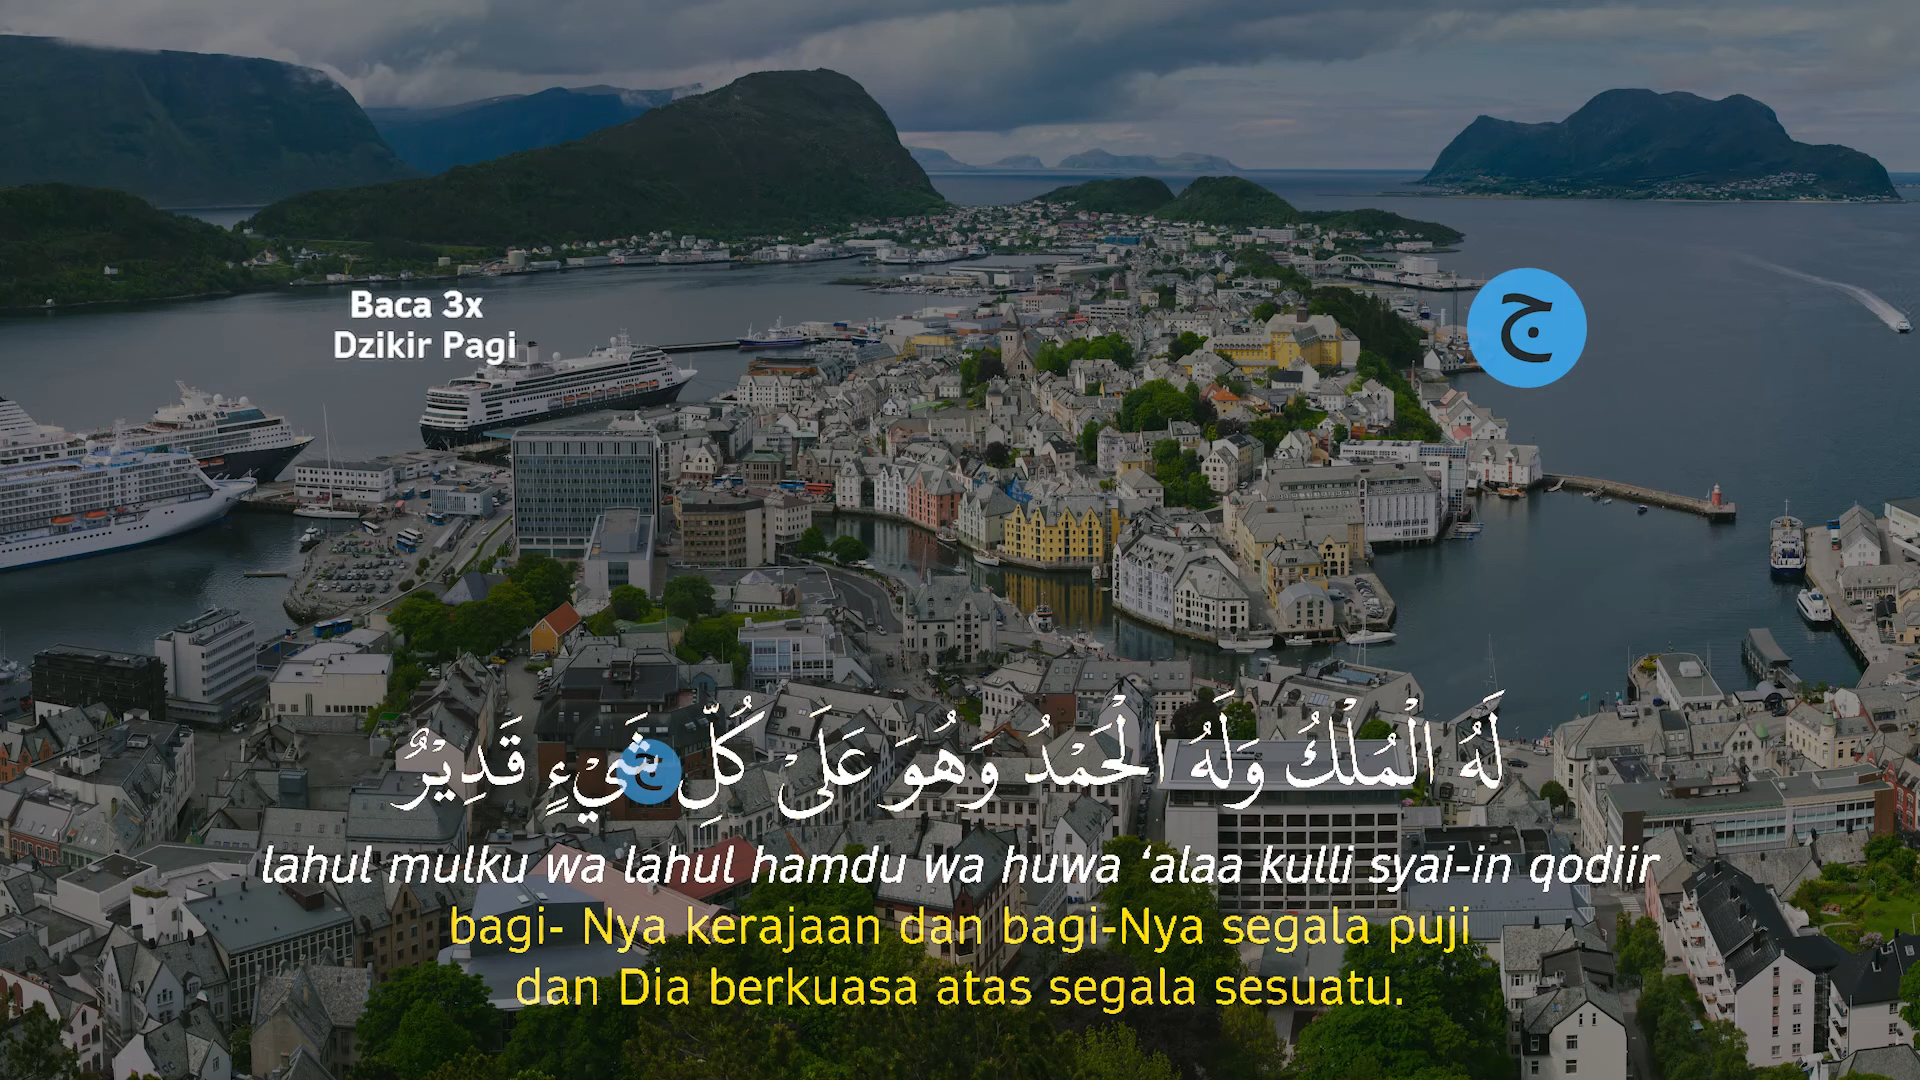 Baca 3x
Dzikir Pagi
ج
لَهُ الْمُلْكُ وَلَهُ الْحَمْدُ وَهُوَ عَلَىْ كُلِّ شَيْءٍ قَدِيْرٌ
lahul mulku wa lahul hamdu wa huwa ‘alaa kulli syai-in qodiir
bagi- Nya kerajaan dan bagi-Nya segala puji
dan Dia berkuasa atas segala sesuatu.